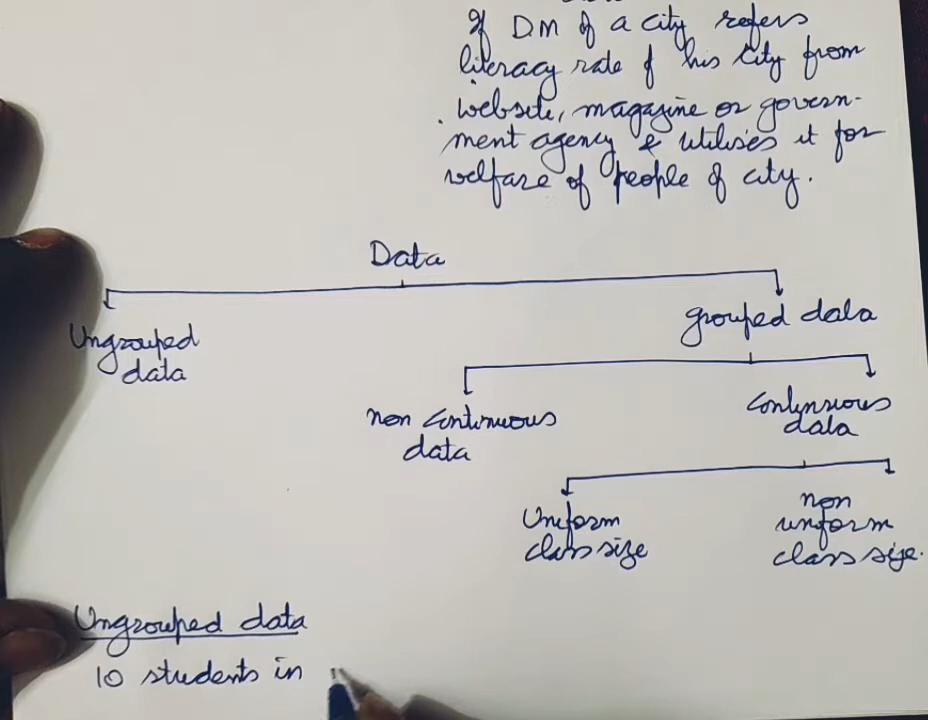 If DM of a city refers
literacy rate of his city from
website, magazine or govern-
ment agency & utilises it for
welfare of people of city.
Data
Ungrouped
data
grouped data
non continuous
data
continuous
data
Uniform
class size
non
uniform
class size.
Ungrouped data
10 students in